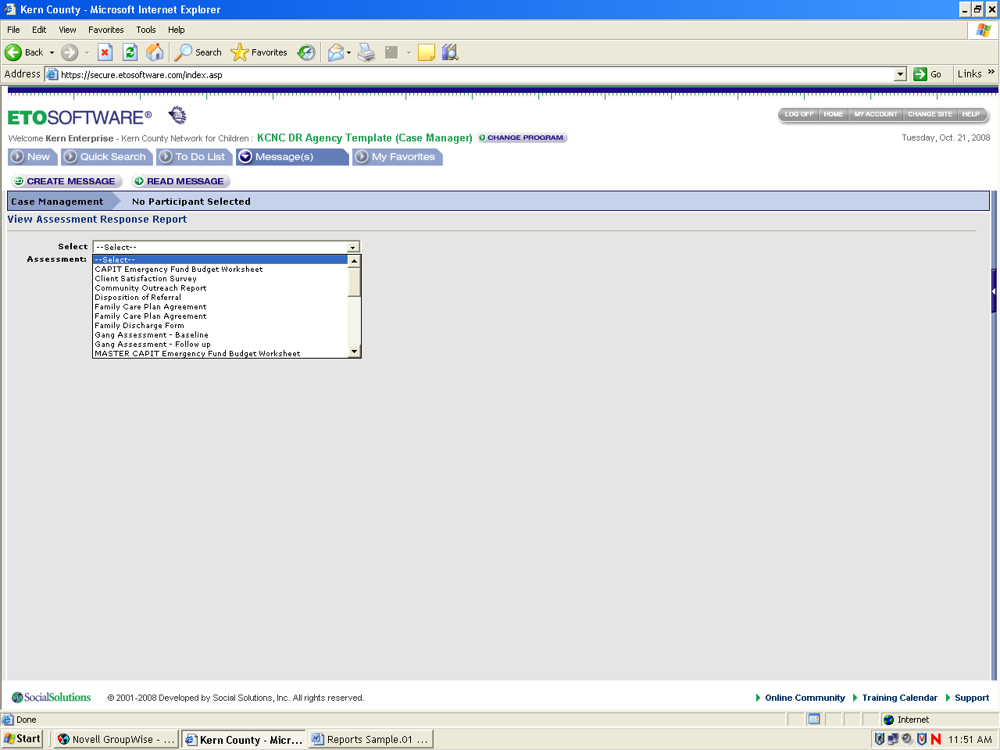 Kern County - Microsoft Internet Explorer
File Edit View Favorites Tools Help
Back Search Favorites
Address https://secure.etosoftware.com/index.asp Go Links »
ETOSOFTWARE®
LOG OFF HOME MY ACCOUNT CHANGE SITE HELP
Welcome Kern Enterprise - Kern County Network for Children : KCNC DR Agency Template (Case Manager) CHANGE PROGRAM Tuesday, Oct. 21, 2008
New Quick Search To Do List Message(s) My Favorites
CREATE MESSAGE READ MESSAGE
Case Management No Participant Selected
View Assessment Response Report
Select Assessment: --Select--
--Select--
CAPIT Emergency Fund Budget Worksheet
Client Satisfaction Survey
Community Outreach Report
Disposition of Referral
Family Care Plan Agreement
Family Care Plan Agreement
Family Discharge Form
Gang Assessment - Baseline
Gang Assessment - Follow up
MASTER CAPIT Emergency Fund Budget Worksheet
SocialSolutions © 2001-2008 Developed by Social Solutions, Inc. All rights reserved. Online Community Training Calendar Support
Done Internet
Start Novell GroupWise - ... Kern County - Micr... Reports Sample.01 ... 11:51 AM